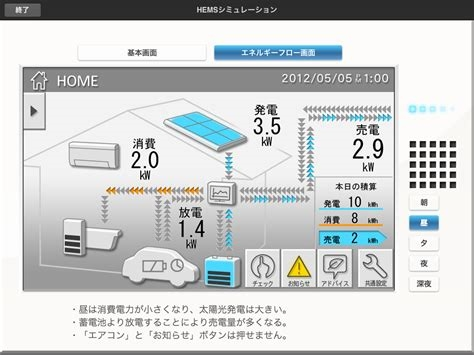 終了
HEMSシミュレーション
基本画面
エネルギーフロー画面
HOME
2012/05/05
1:00
発電
3.5
kW
消費
2.0
kW
売電
2.9
kW
放電
1.4
kW
本日の積算
発電 10 kWh
消費 8 kWh
売電 2 kWh
チェック
お知らせ
アドバイス
共通設定
朝
昼
夕
夜
深夜
・昼は消費電力が小さくなり、太陽光発電は大きい。
・蓄電池より放電することにより売電量が多くなる。
・「エアコン」と「お知らせ」ボタンは押せません。